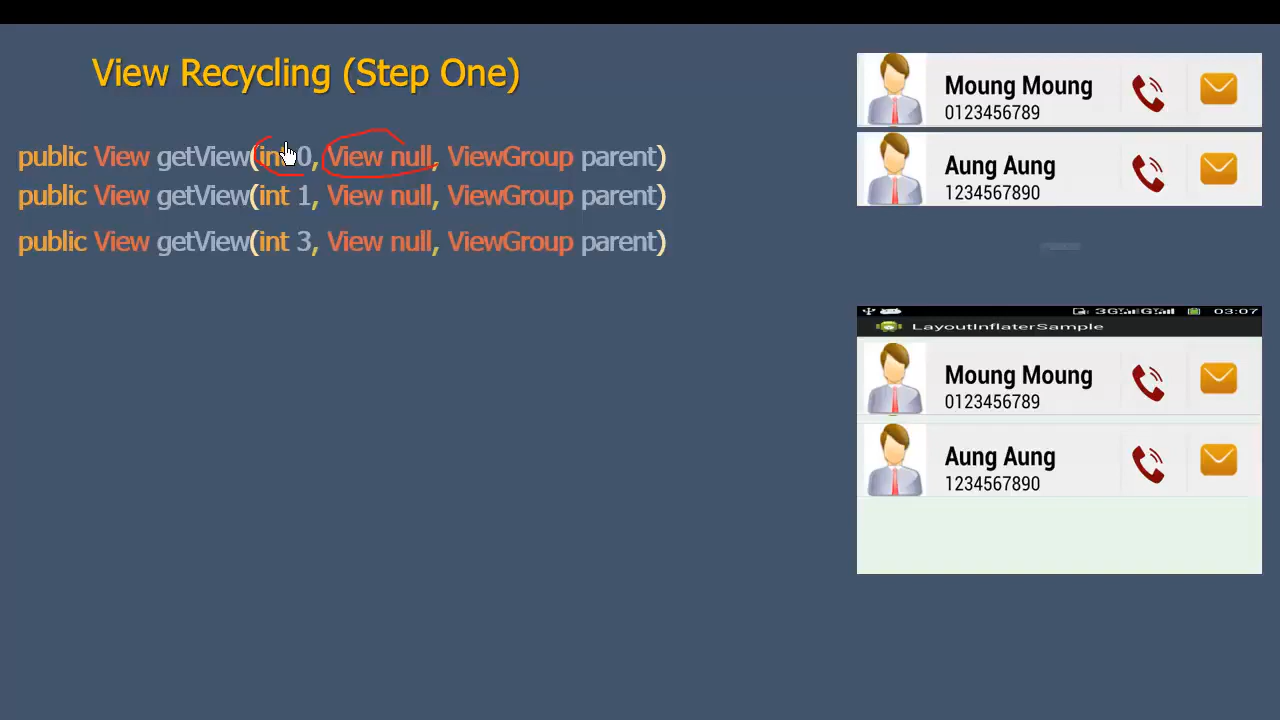 View Recycling (Step One)
public View getView(int 0, View null, ViewGroup parent)
public View getView(int 1, View null, ViewGroup parent)
public View getView(int 3, View null, ViewGroup parent)
Moung Moung
0123456789
Aung Aung
1234567890
3G G 03:07
LayoutInflaterSample
Moung Moung
0123456789
Aung Aung
1234567890